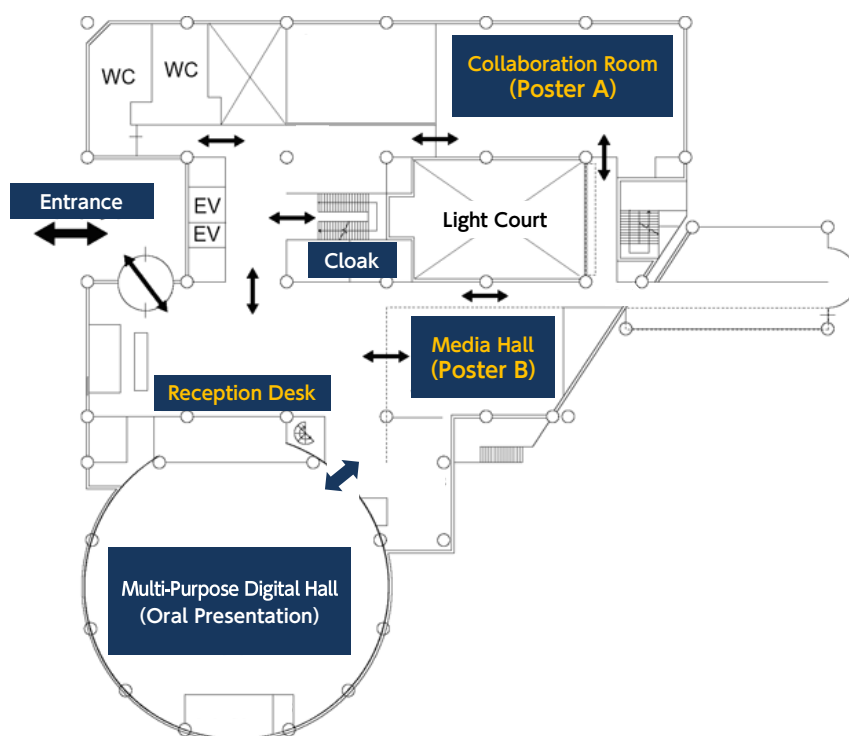 WC
WC
Collaboration Room
(Poster A)
Entrance
EV
EV
Light Court
Cloak
Media Hall
(Poster B)
Reception Desk
Multi-Purpose Digital Hall
(Oral Presentation)